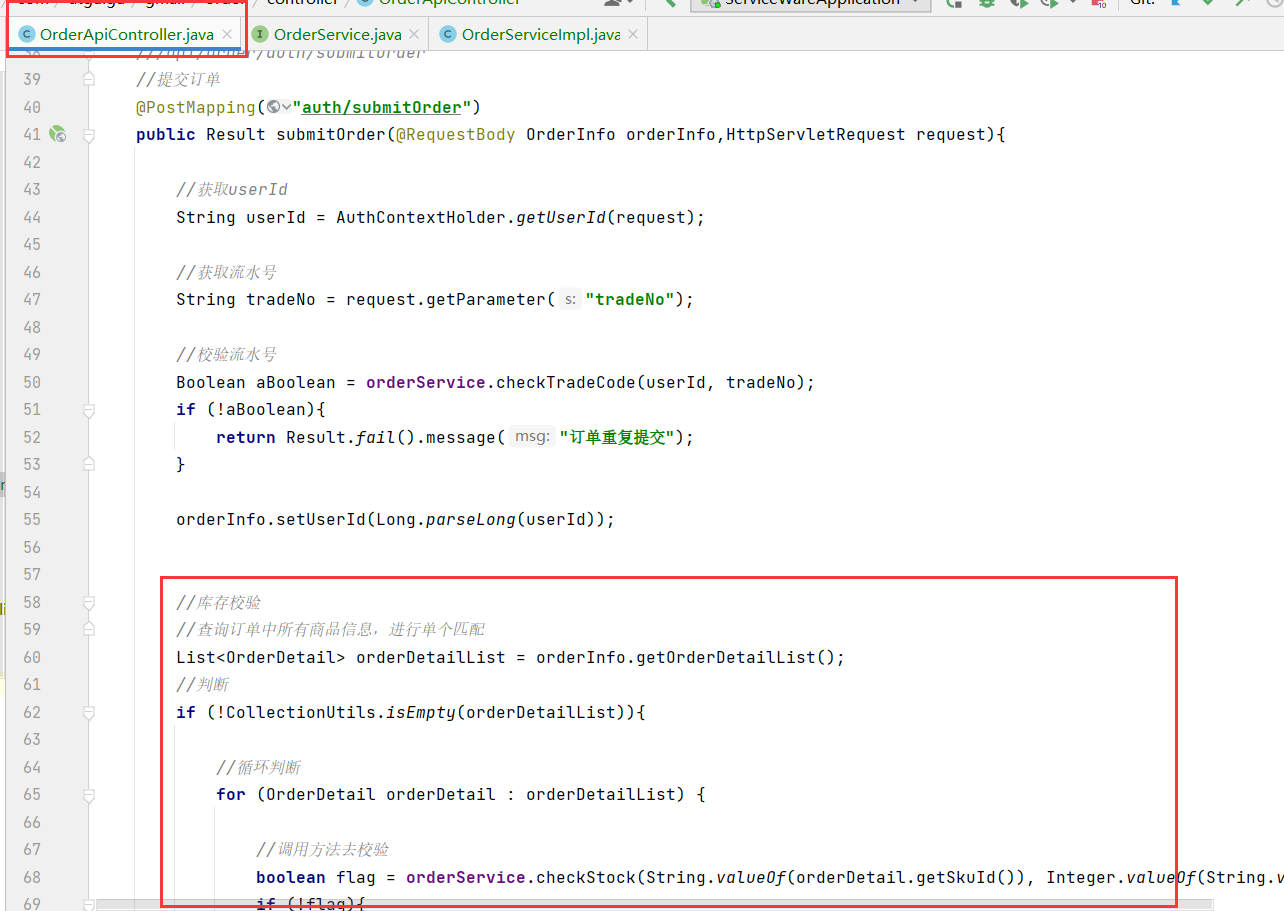 controller / OrderApiController ServiceWareApplication Git:
OrderApiController.java OrderService.java OrderServiceImpl.java
39 //提交订单
40 @PostMapping("auth/submitOrder")
41 public Result submitOrder(@RequestBody OrderInfo orderInfo,HttpServletRequest request){
42
43 //获取userId
44 String userId = AuthContextHolder.getUserId(request);
45
46 //获取流水号
47 String tradeNo = request.getParameter( s: "tradeNo");
48
49 //校验流水号
50 Boolean aBoolean = orderService.checkTradeCode(userId, tradeNo);
51 if (!aBoolean){
52 return Result.fail().message( msg: "订单重复提交");
53 }
54
55 orderInfo.setUserId(Long.parseLong(userId));
56
57
58 //库存校验
59 //查询订单中所有商品信息，进行单个匹配
60 List<OrderDetail> orderDetailList = orderInfo.getOrderDetailList();
61 //判断
62 if (!CollectionUtils.isEmpty(orderDetailList)){
63
64 //循环判断
65 for (OrderDetail orderDetail : orderDetailList) {
66
67 //调用方法去校验
68 boolean flag = orderService.checkStock(String.valueOf(orderDetail.getSkuId()), Integer.valueOf(String.v
69 if (!flag){